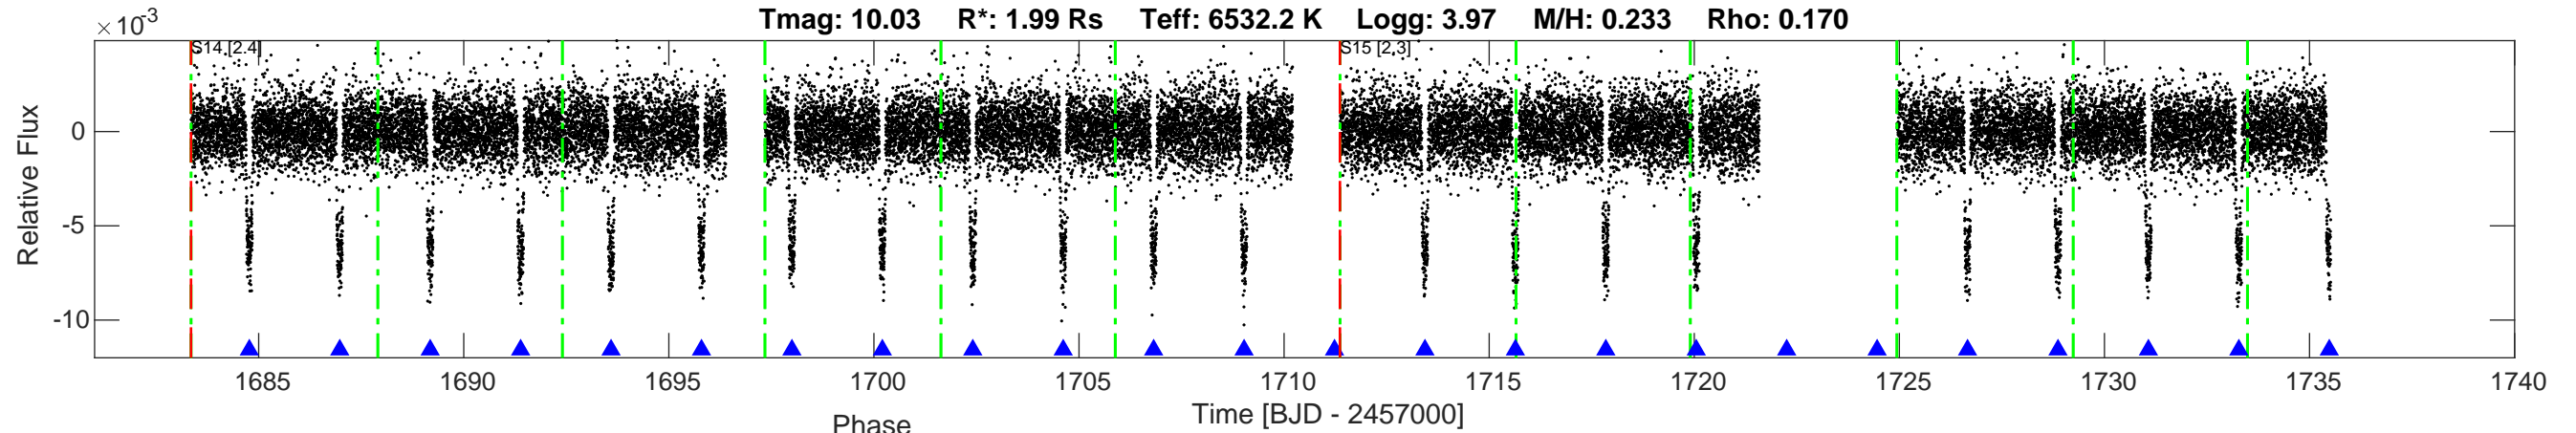 Tmag: 10.03 R*: 1.99 Rs Teff: 6532.2 K Logg: 3.97 M/H: 0.233 Rho: 0.170
×10-3
S14 [2.4] S15 [2,3]
0
-5
-10
Relative Flux
1685 1690 1695 1700 1705 1710 1715 1720 1725 1730 1735 1740
Time [BJD - 2457000]
Phase